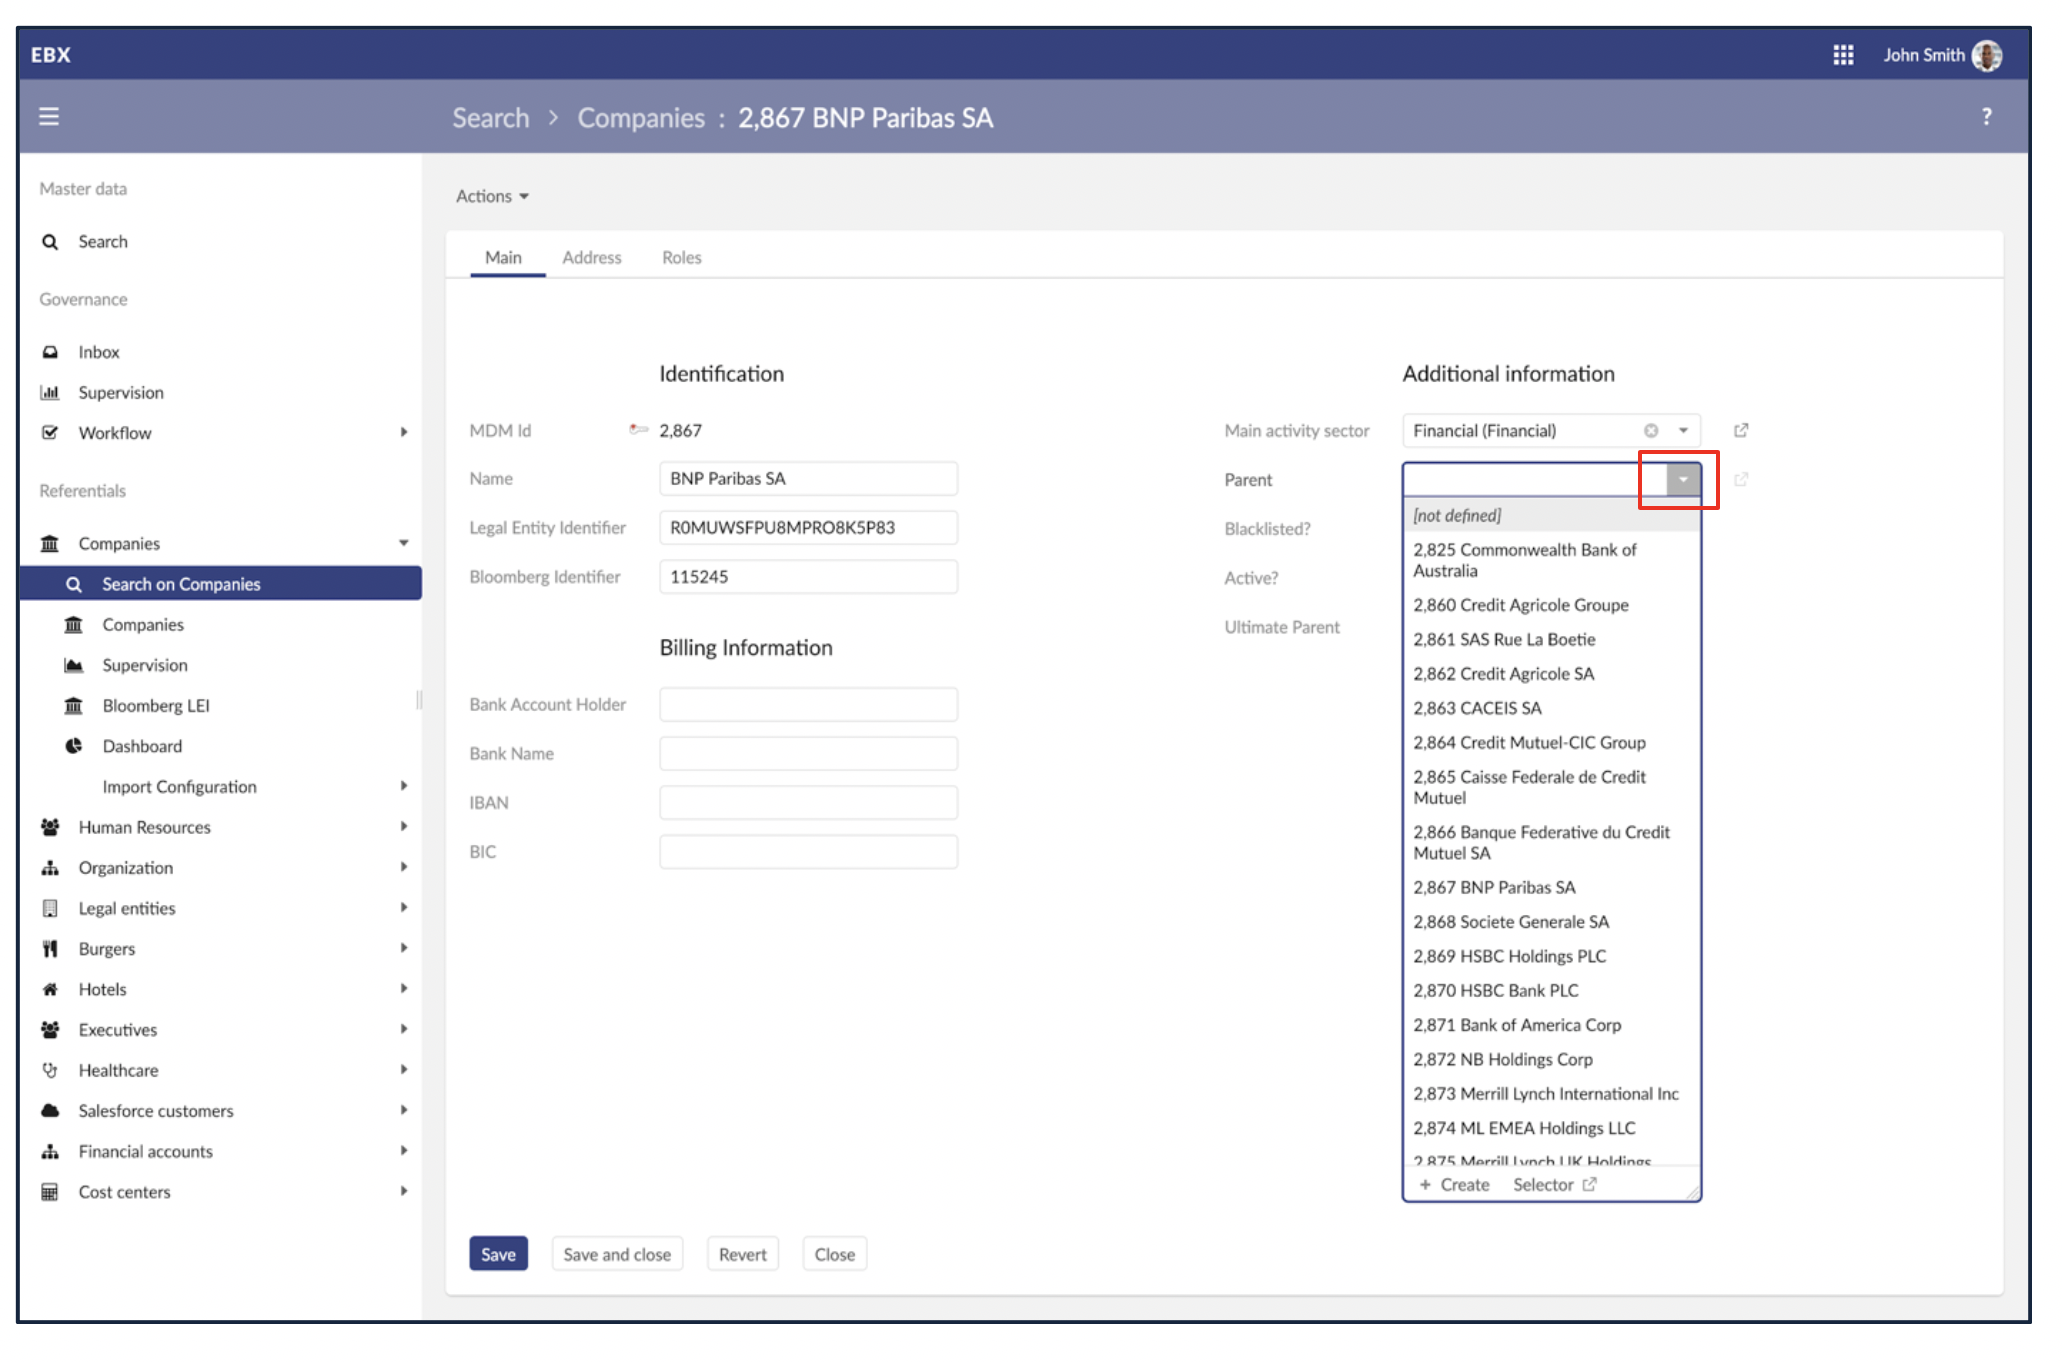 EBX
John Smith
Search > Companies : 2,867 BNP Paribas SA
?
Master data
Search
Governance
Inbox
Supervision
Workflow
Referentials
Companies
Search on Companies
Companies
Supervision
Bloomberg LEI
Dashboard
Import Configuration
Human Resources
Organization
Legal entities
Burgers
Hotels
Executives
Healthcare
Salesforce customers
Financial accounts
Cost centers
Actions
Main Address Roles
Identification
MDM Id 2,867
Name BNP Paribas SA
Legal Entity Identifier R0MUWSFPU8MPRO8K5P83
Bloomberg Identifier 115245
Billing Information
Bank Account Holder
Bank Name
IBAN
BIC
Additional information
Main activity sector Financial (Financial)
Parent
Blacklisted?
Active?
Ultimate Parent
[not defined]
2,825 Commonwealth Bank of
Australia
2,860 Credit Agricole Groupe
2,861 SAS Rue La Boetie
2,862 Credit Agricole SA
2,863 CACEIS SA
2,864 Credit Mutuel-CIC Group
2,865 Caisse Federale de Credit
Mutuel
2,866 Banque Federative du Credit
Mutuel SA
2,867 BNP Paribas SA
2,868 Societe Generale SA
2,869 HSBC Holdings PLC
2,870 HSBC Bank PLC
2,871 Bank of America Corp
2,872 NB Holdings Corp
2,873 Merrill Lynch International Inc
2,874 ML EMEA Holdings LLC
2,875 Merrill Lynch UK Holdings
+ Create Selector
Save Save and close Revert Close